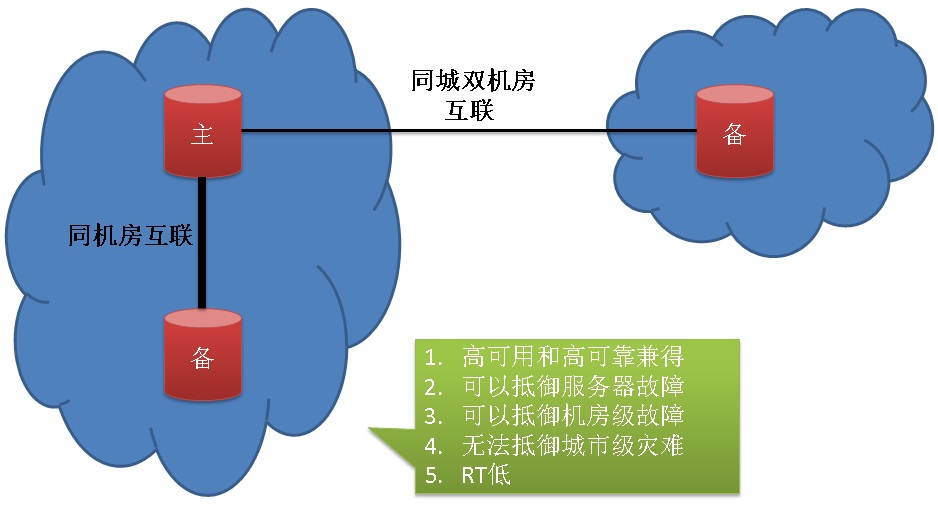 同城双机房
互联
主
备
同机房互联
备
1. 高可用和高可靠兼得
2. 可以抵御服务器故障
3. 可以抵御机房级故障
4. 无法抵御城市级灾难
5. RT低